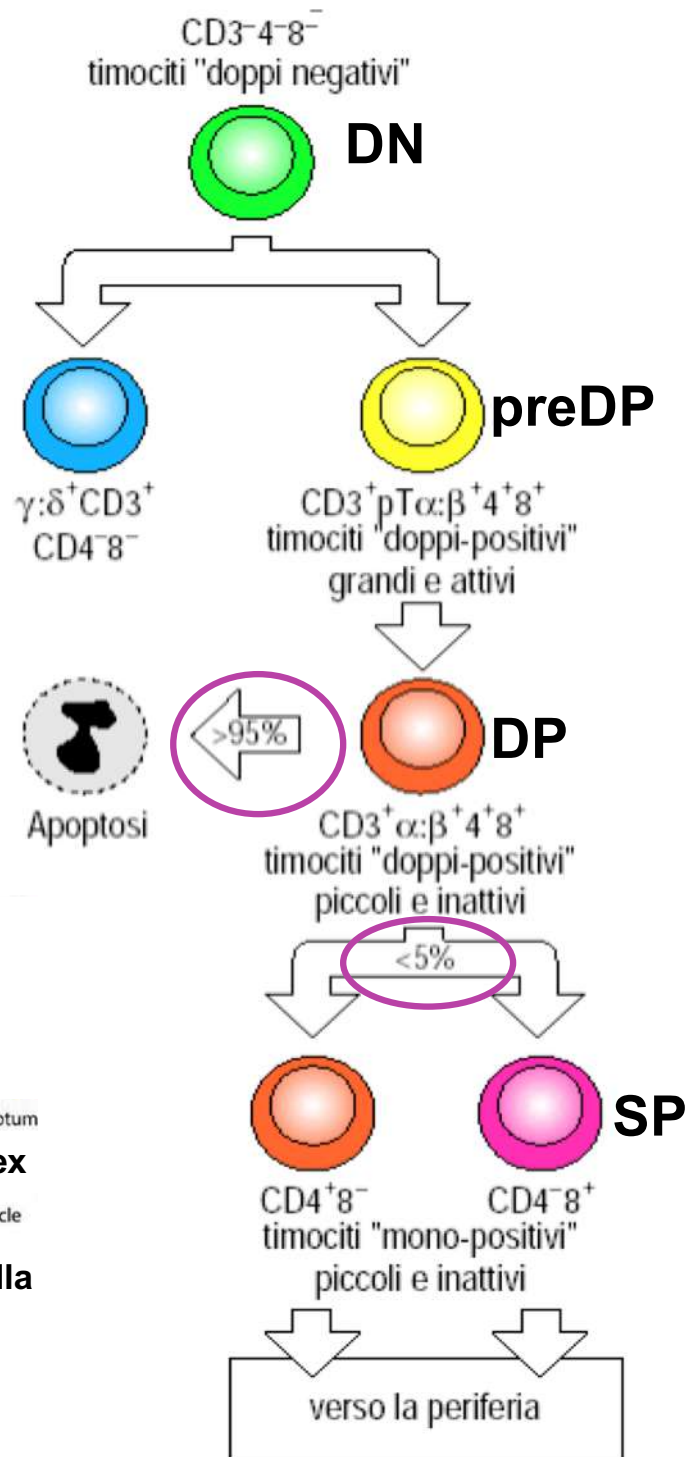 CD3⁻4⁻8⁻
timociti "doppi negativi"
DN
preDP
γ:δ⁺CD3⁺
CD4⁻8⁻
CD3⁺pTα:β⁺4⁺8⁺
timociti "doppi-positivi"
grandi e attivi
>95%
DP
Apoptosi
CD3⁺α:β⁺4⁺8⁺
timociti "doppi-positivi"
piccoli e inattivi
<5%
SP
CD4⁺8⁻
CD4⁻8⁺
timociti "mono-positivi"
piccoli e inattivi
verso la periferia
otum
ex
cle
lla